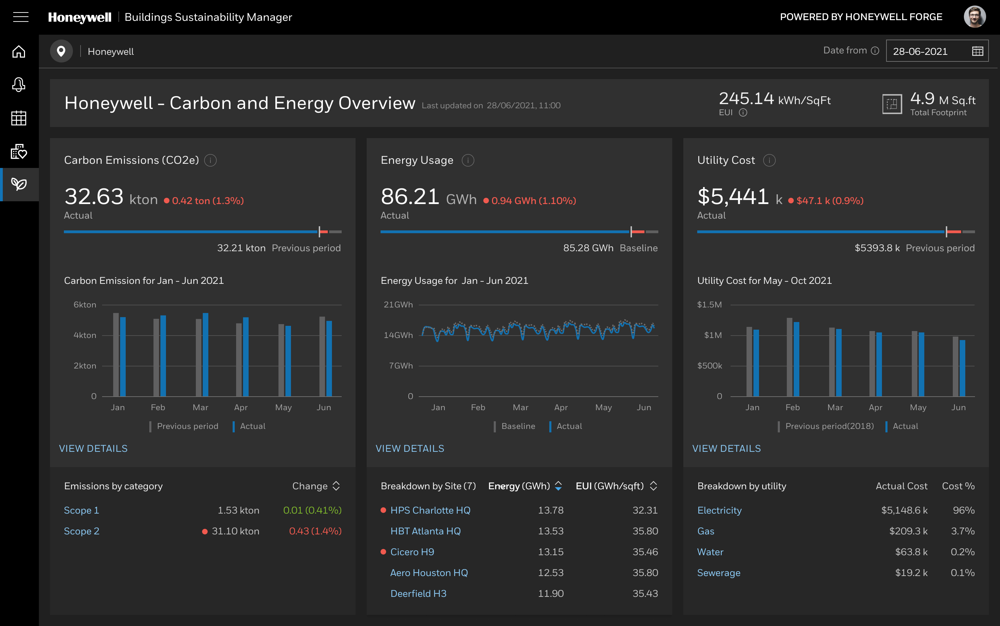 Honeywell | Buildings Sustainability Manager
POWERED BY HONEYWELL FORGE
Honeywell
Date from
28-06-2021
Honeywell - Carbon and Energy Overview Last updated on 28/06/2021, 11:00
245.14 kWh/SqFt
EUI
4.9 M Sq.ft
Total Footprint
Carbon Emissions (CO2e)
32.63 kton 0.42 ton (1.3%)
Actual
32.21 kton Previous period
Carbon Emission for Jan - Jun 2021
6kton
4kton
2kton
0
Jan Feb Mar Apr May Jun
Previous period Actual
VIEW DETAILS
Emissions by category Change
Scope 1 1.53 kton 0.01 (0.41%)
Scope 2 31.10 kton 0.43 (1.4%)
Energy Usage
86.21 GWh 0.94 GWh (1.10%)
Actual
85.28 GWh Baseline
Energy Usage for Jan - Jun 2021
21GWh
14GWh
7GWh
0
Jan Feb Mar Apr May Jun
Baseline Actual
VIEW DETAILS
Breakdown by Site (7) Energy (GWh) EUI (GWh/sqft)
HPS Charlotte HQ 13.78 32.31
HBT Atlanta HQ 13.53 35.80
Cicero H9 13.15 35.46
Aero Houston HQ 12.53 35.80
Deerfield H3 11.90 35.43
Utility Cost
$5,441 k $47.1 k (0.9%)
Actual
$5393.8 k Previous period
Utility Cost for May - Oct 2021
$1.5M
$1M
$500k
0
Jan Feb Mar Apr May Jun
Previous period(2018) Actual
VIEW DETAILS
Breakdown by utility Actual Cost Cost %
Electricity $5,148.6 k 96%
Gas $209.3 k 3.7%
Water $63.8 k 0.2%
Sewerage $19.2 k 0.1%